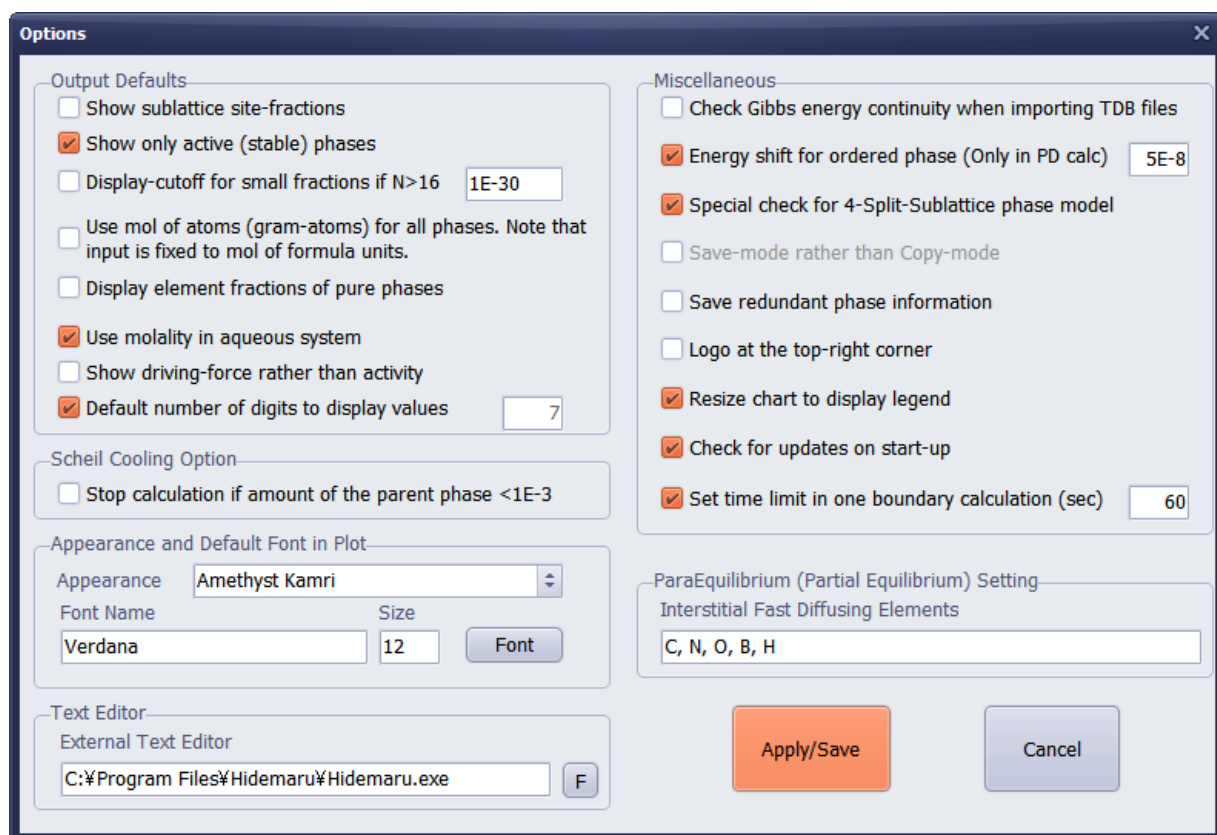 Options
Output Defaults
Show sublattice site-fractions
Show only active (stable) phases
Display-cutoff for small fractions if N>16
1E-30
Use mol of atoms (gram-atoms) for all phases. Note that
input is fixed to mol of formula units.
Display element fractions of pure phases
Use molality in aqueous system
Show driving-force rather than activity
Default number of digits to display values
7
Scheil Cooling Option
Stop calculation if amount of the parent phase <1E-3
Appearance and Default Font in Plot
Appearance
Amethyst Kamri
Font Name
Size
Verdana
12
Font
Text Editor
External Text Editor
C:¥Program Files¥Hidemaru¥Hidemaru.exe
F
Miscellaneous
Check Gibbs energy continuity when importing TDB files
Energy shift for ordered phase (Only in PD calc)
5E-8
Special check for 4-Split-Sublattice phase model
Save-mode rather than Copy-mode
Save redundant phase information
Logo at the top-right corner
Resize chart to display legend
Check for updates on start-up
Set time limit in one boundary calculation (sec)
60
ParaEquilibrium (Partial Equilibrium) Setting
Interstitial Fast Diffusing Elements
C, N, O, B, H
Apply/Save
Cancel